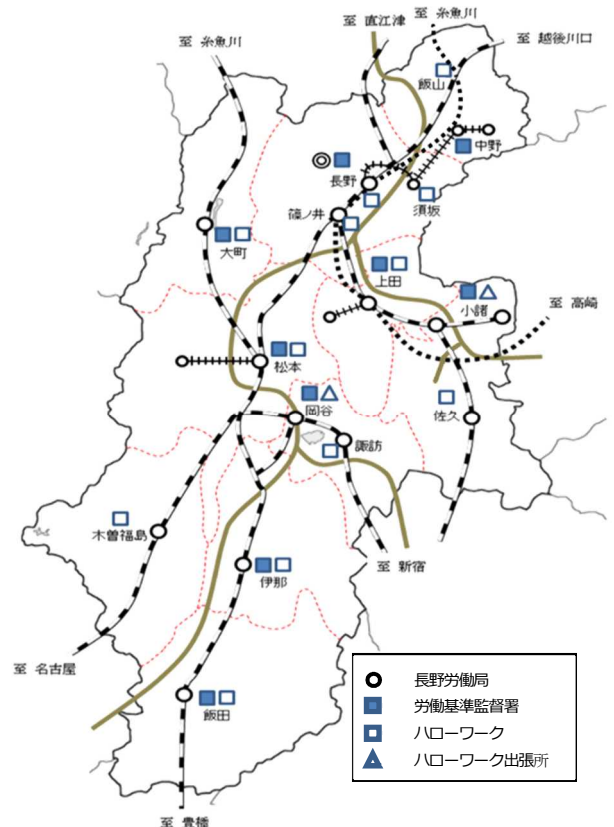 至 糸魚川
至 直江津
至 糸魚川
至 越後川口
飯山
中野
長野
須坂
篠ノ井
大町
上田
小諸
至 高崎
松本
岡谷
佐久
諏訪
木曽福島
伊那
至 新宿
至 名古屋
飯田
至 豊橋
長野労働局
労働基準監督署
ハローワーク
ハローワーク出張所